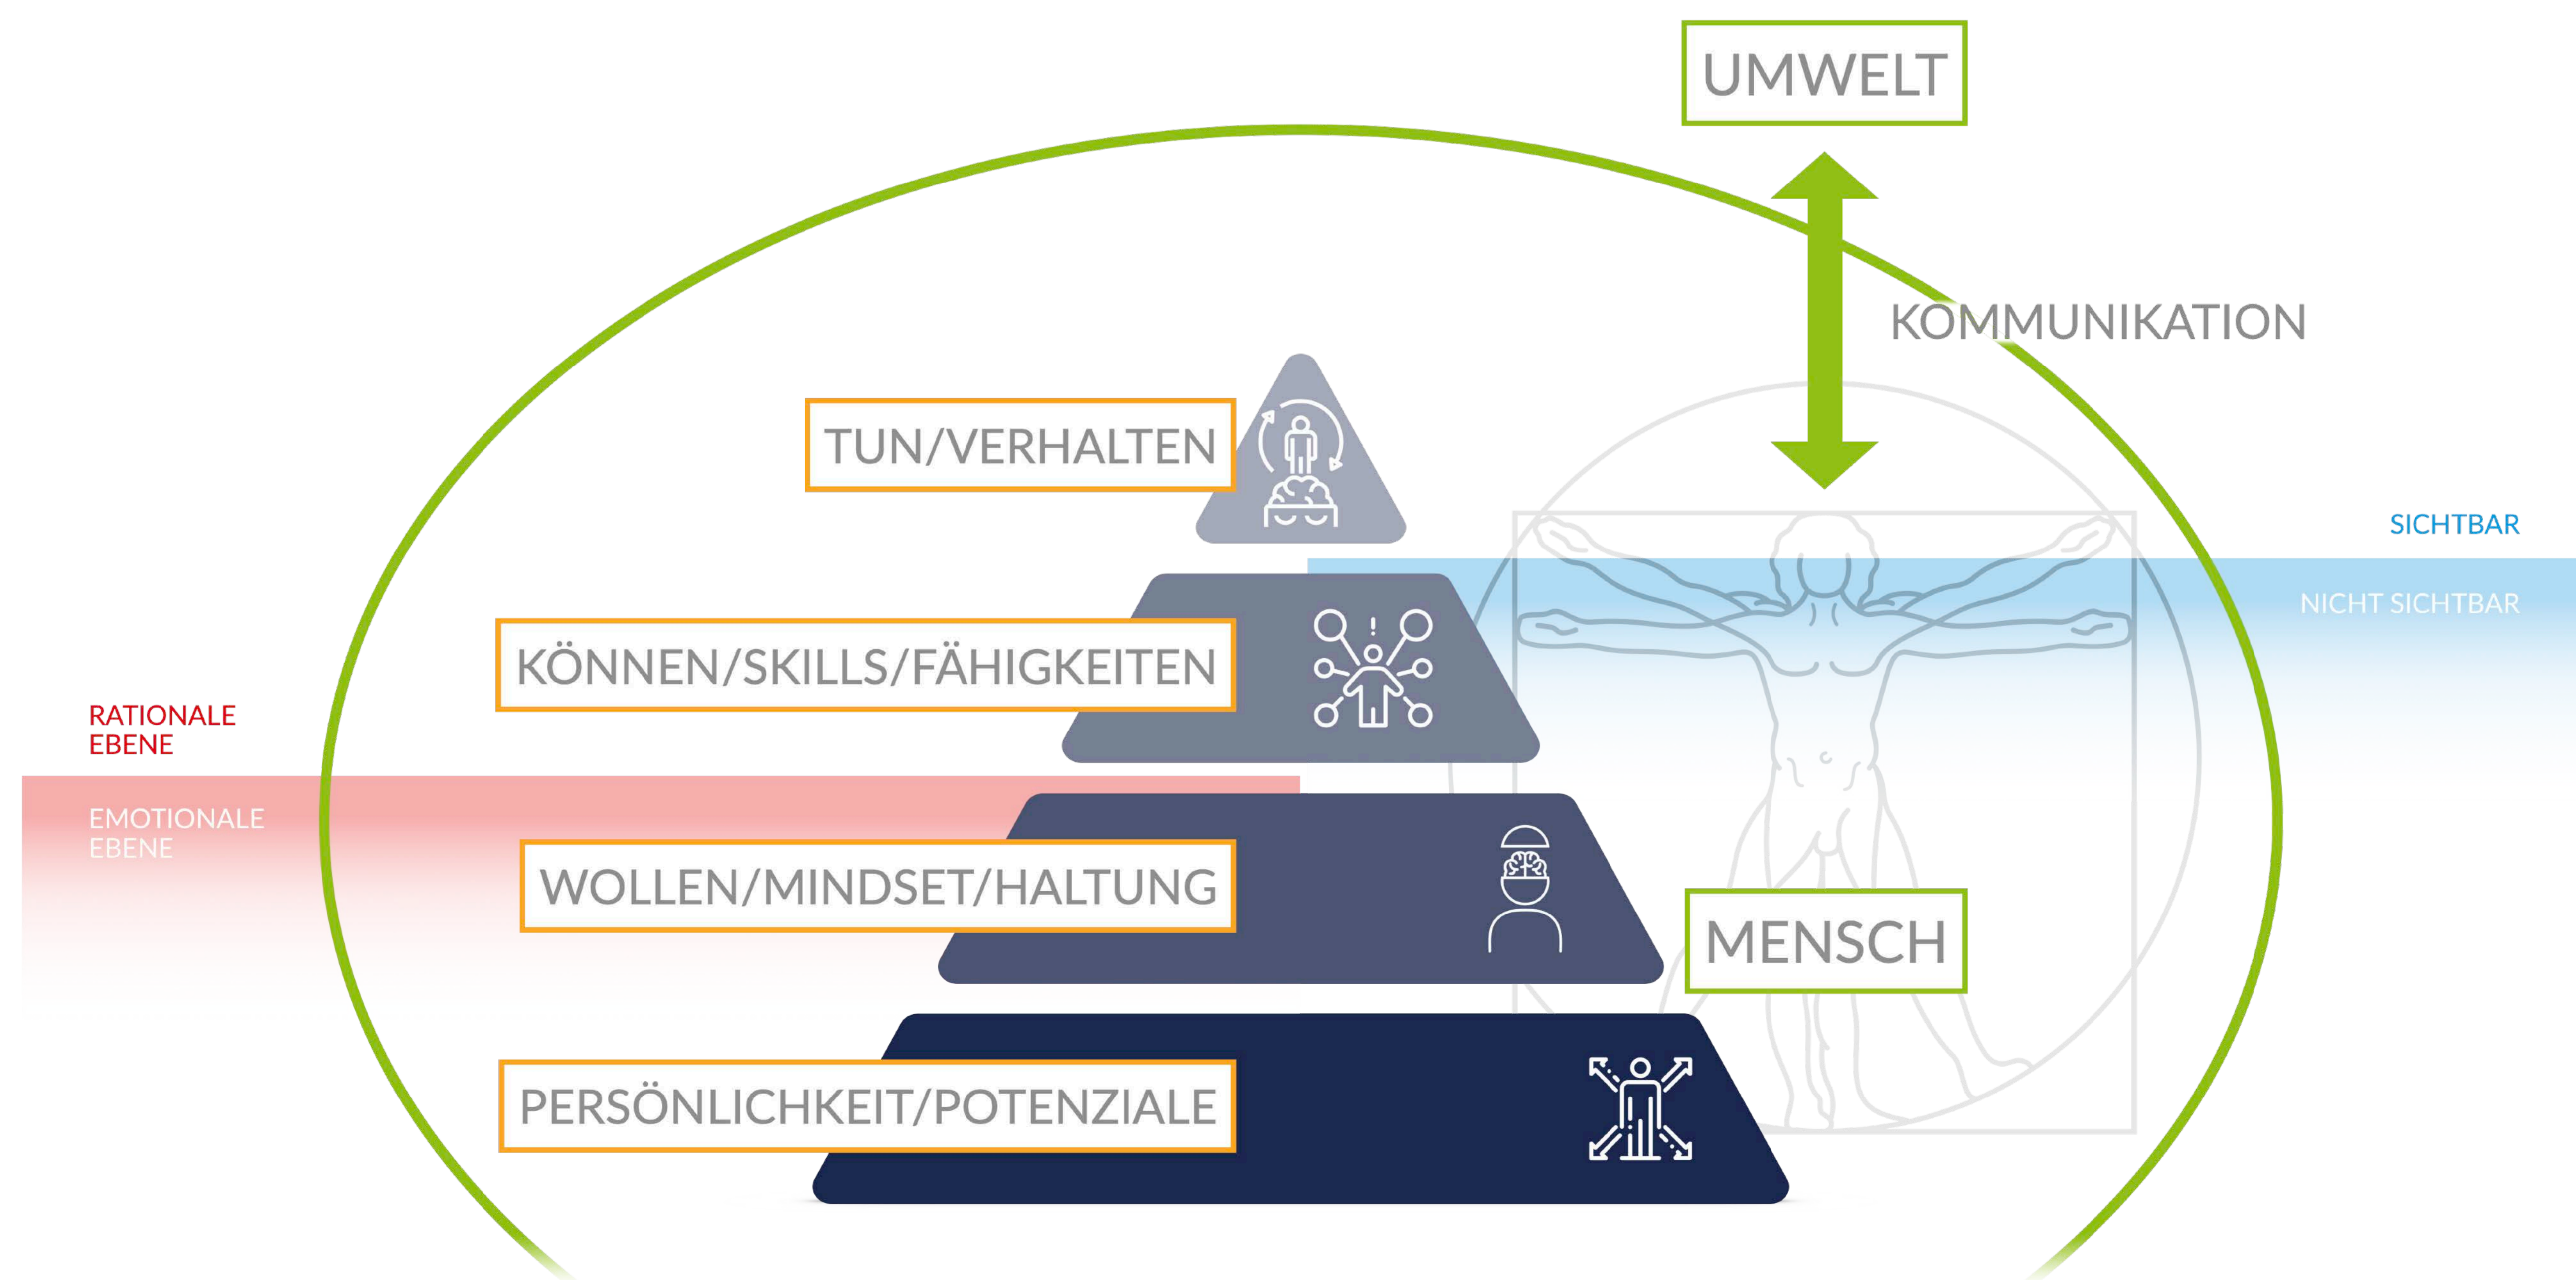 UMWELT
KOMMUNIKATION
TUN/VERHALTEN
SICHTBAR
NICHT SICHTBAR
KÖNNEN/SKILLS/FÄHIGKEITEN
RATIONALE
EBENE
EMOTIONALE
EBENE
WOLLEN/MINDSET/HALTUNG
MENSCH
PERSÖNLICHKEIT/POTENZIALE